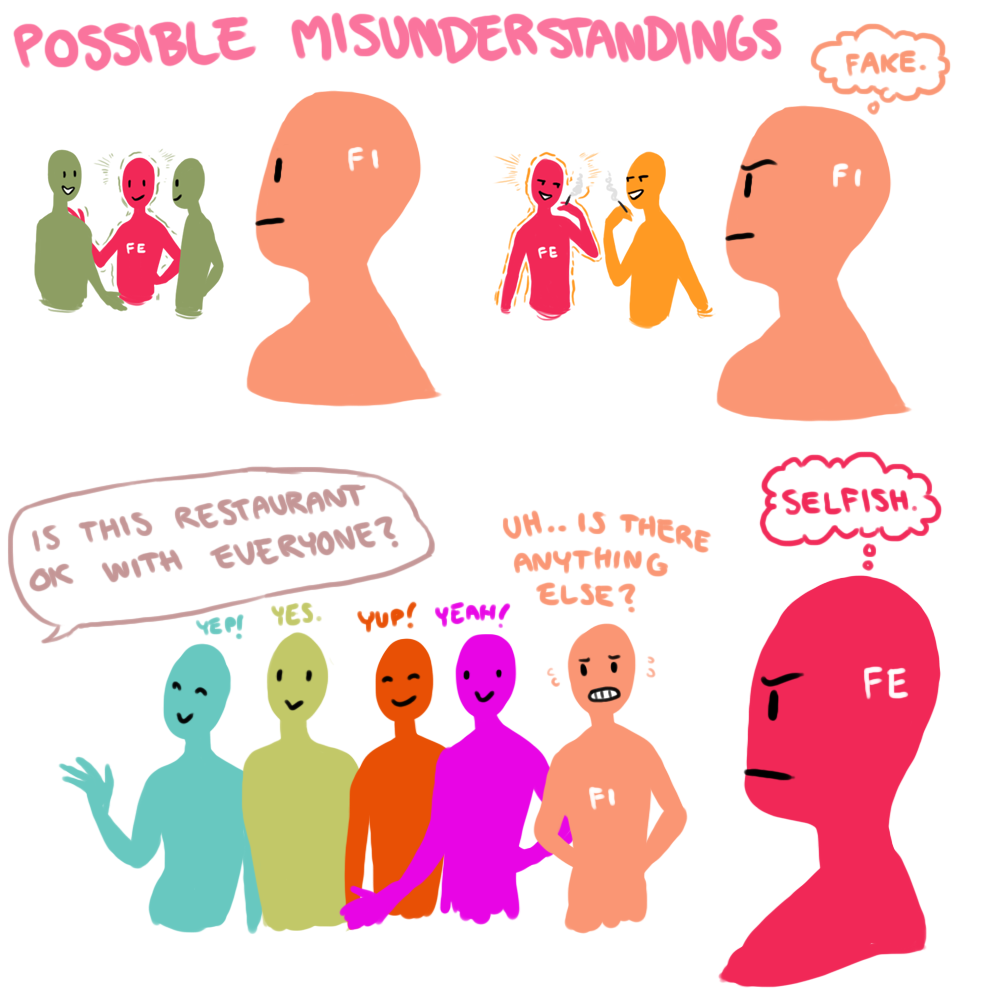 POSSIBLE MISUNDERSTANDINGS
FAKE.
FE
FI
FE
FI
IS THIS RESTAURANT
OK WITH EVERYONE?
YEP!
YES.
YUP!
YEAH!
UH.. IS THERE
ANYTHING
ELSE?
FI
SELFISH.
FE